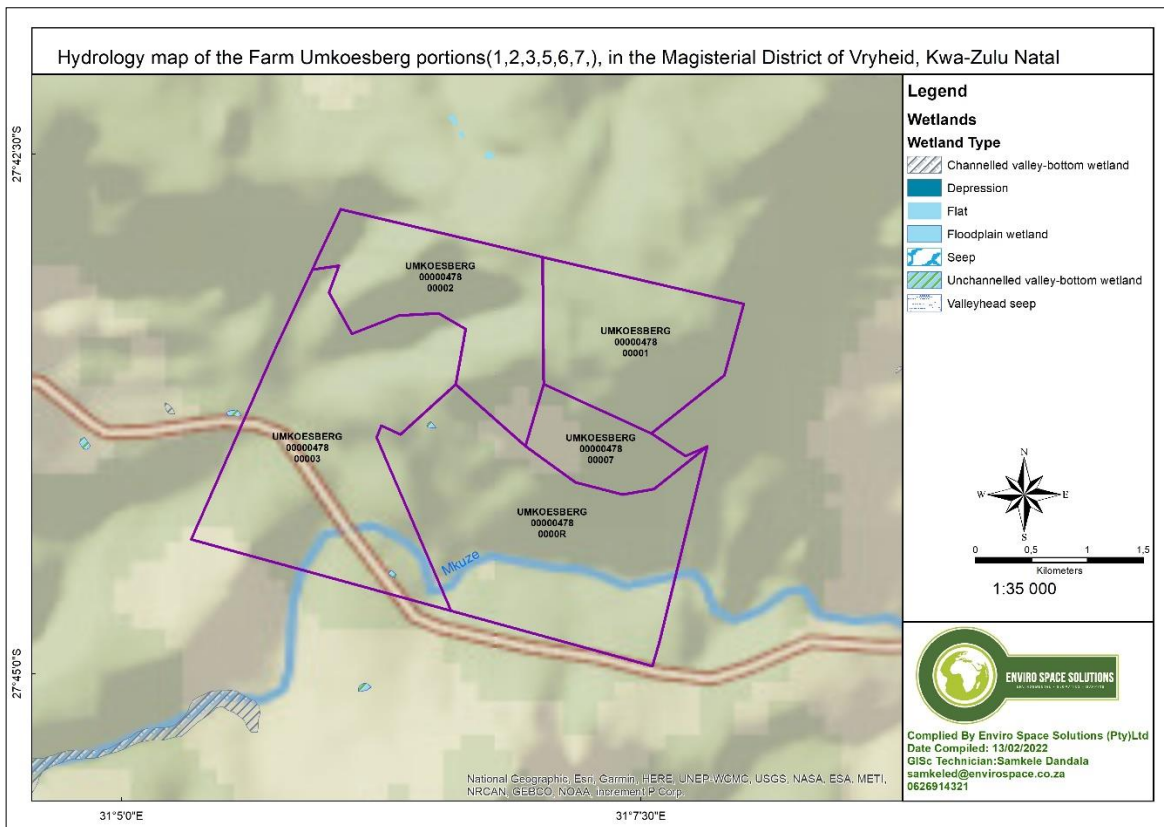 Hydrology map of the Farm Umkoesberg portions(1,2,3,5,6,7,), in the Magisterial District of Vryheid, Kwa-Zulu Natal
27°42'30"S
27°45'0"S
UMKOESBERG
00000478
00002
UMKOESBERG
00000478
00001
UMKOESBERG
00000478
00003
UMKOESBERG
00000478
00007
UMKOESBERG
00000478
0000R
Mkuze
National Geographic, Esri, Garmin, HERE, UNEP-WCMC, USGS, NASA, ESA, METI,
NRCAN, GEBCO, NOAA, increment P Corp.
31°5'0"E
31°7'30"E
Legend
Wetlands
Wetland Type
Channelled valley-bottom wetland
Depression
Flat
Floodplain wetland
Seep
Unchannelled valley-bottom wetland
Valleyhead seep
N
W
E
S
0 0,5 1 1,5
Kilometers
1:35 000
ENVIRO SPACE SOLUTIONS
Complied By Enviro Space Solutions (Pty)Ltd
Date Compiled: 13/02/2022
GISc Technician:Samkele Dandala
samkeled@envirospace.co.za
0626914321